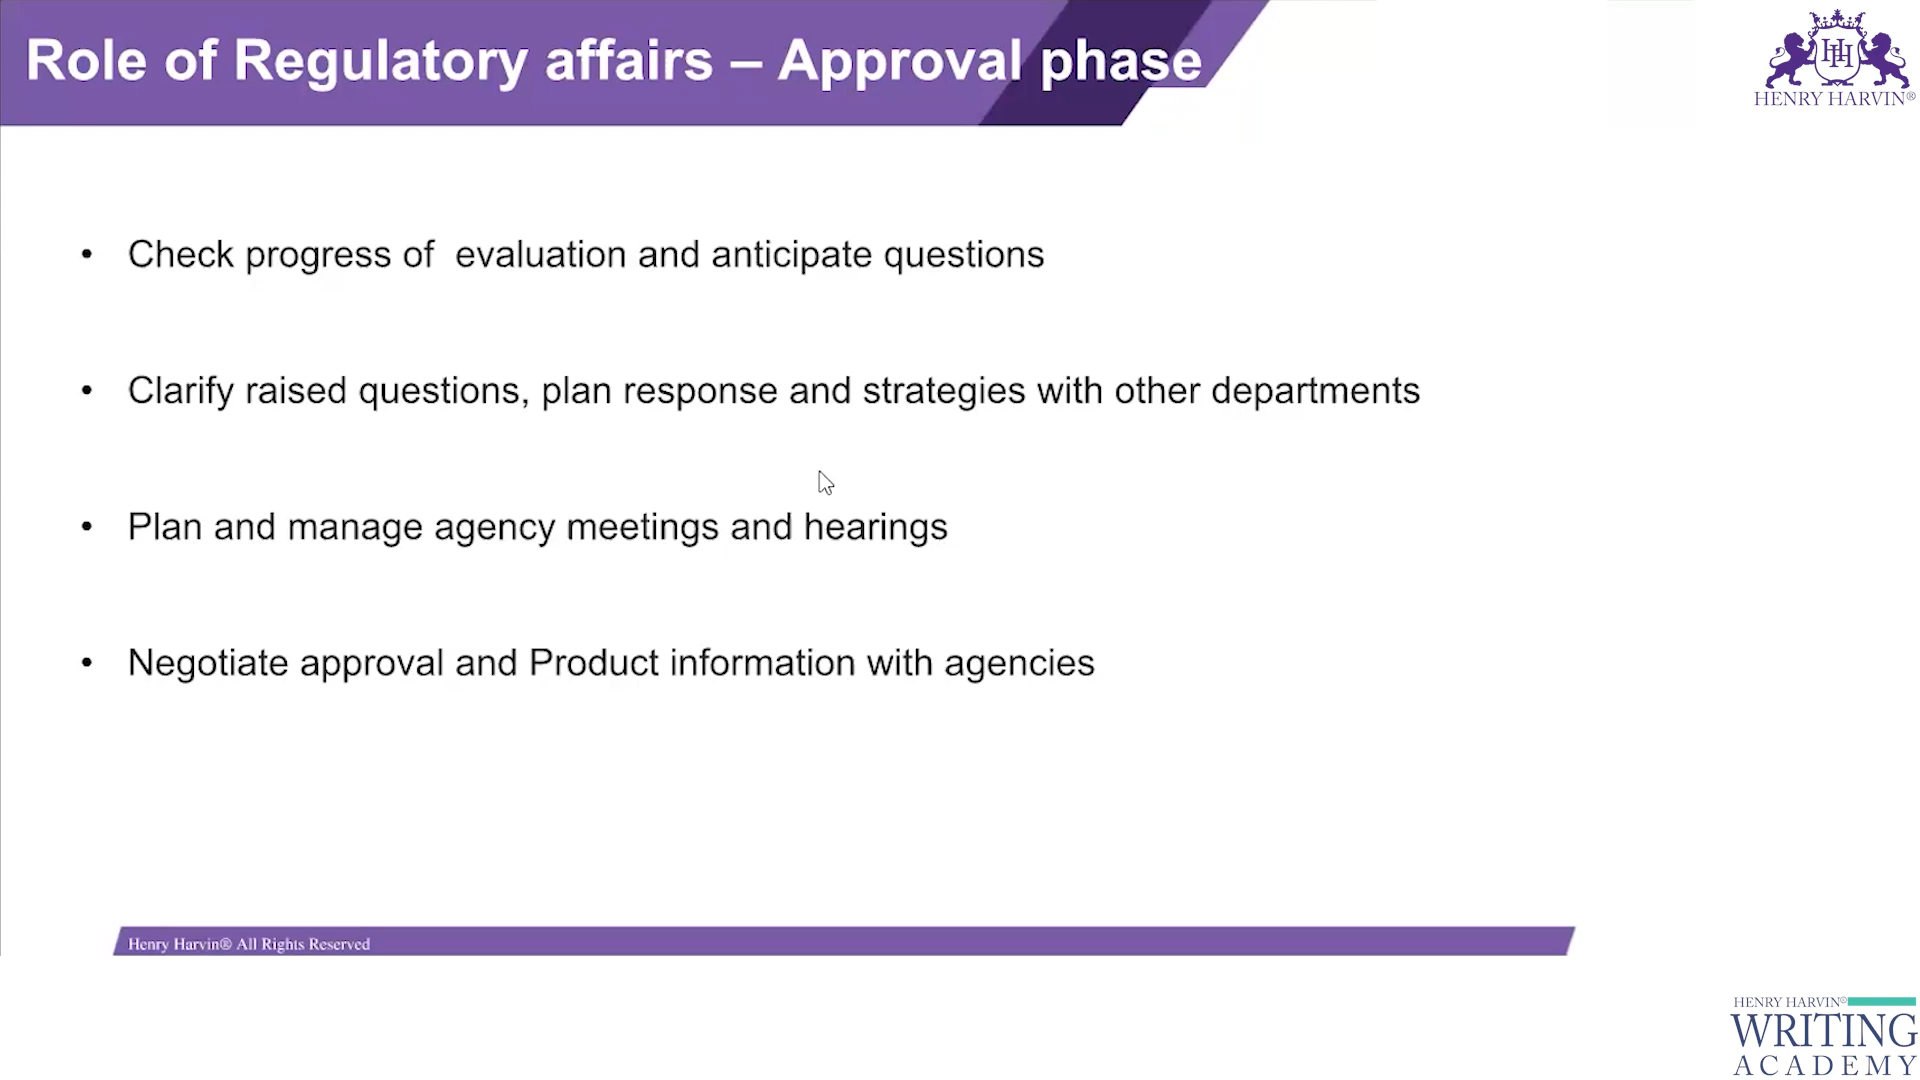 Role of Regulatory affairs – Approval phase
HH
HENRY HARVIN®
• Check progress of  evaluation and anticipate questions
• Clarify raised questions, plan response and strategies with other departments
• Plan and manage agency meetings and hearings
• Negotiate approval and Product information with agencies
Henry Harvin® All Rights Reserved
HENRY HARVIN®
WRITING
ACADEMY